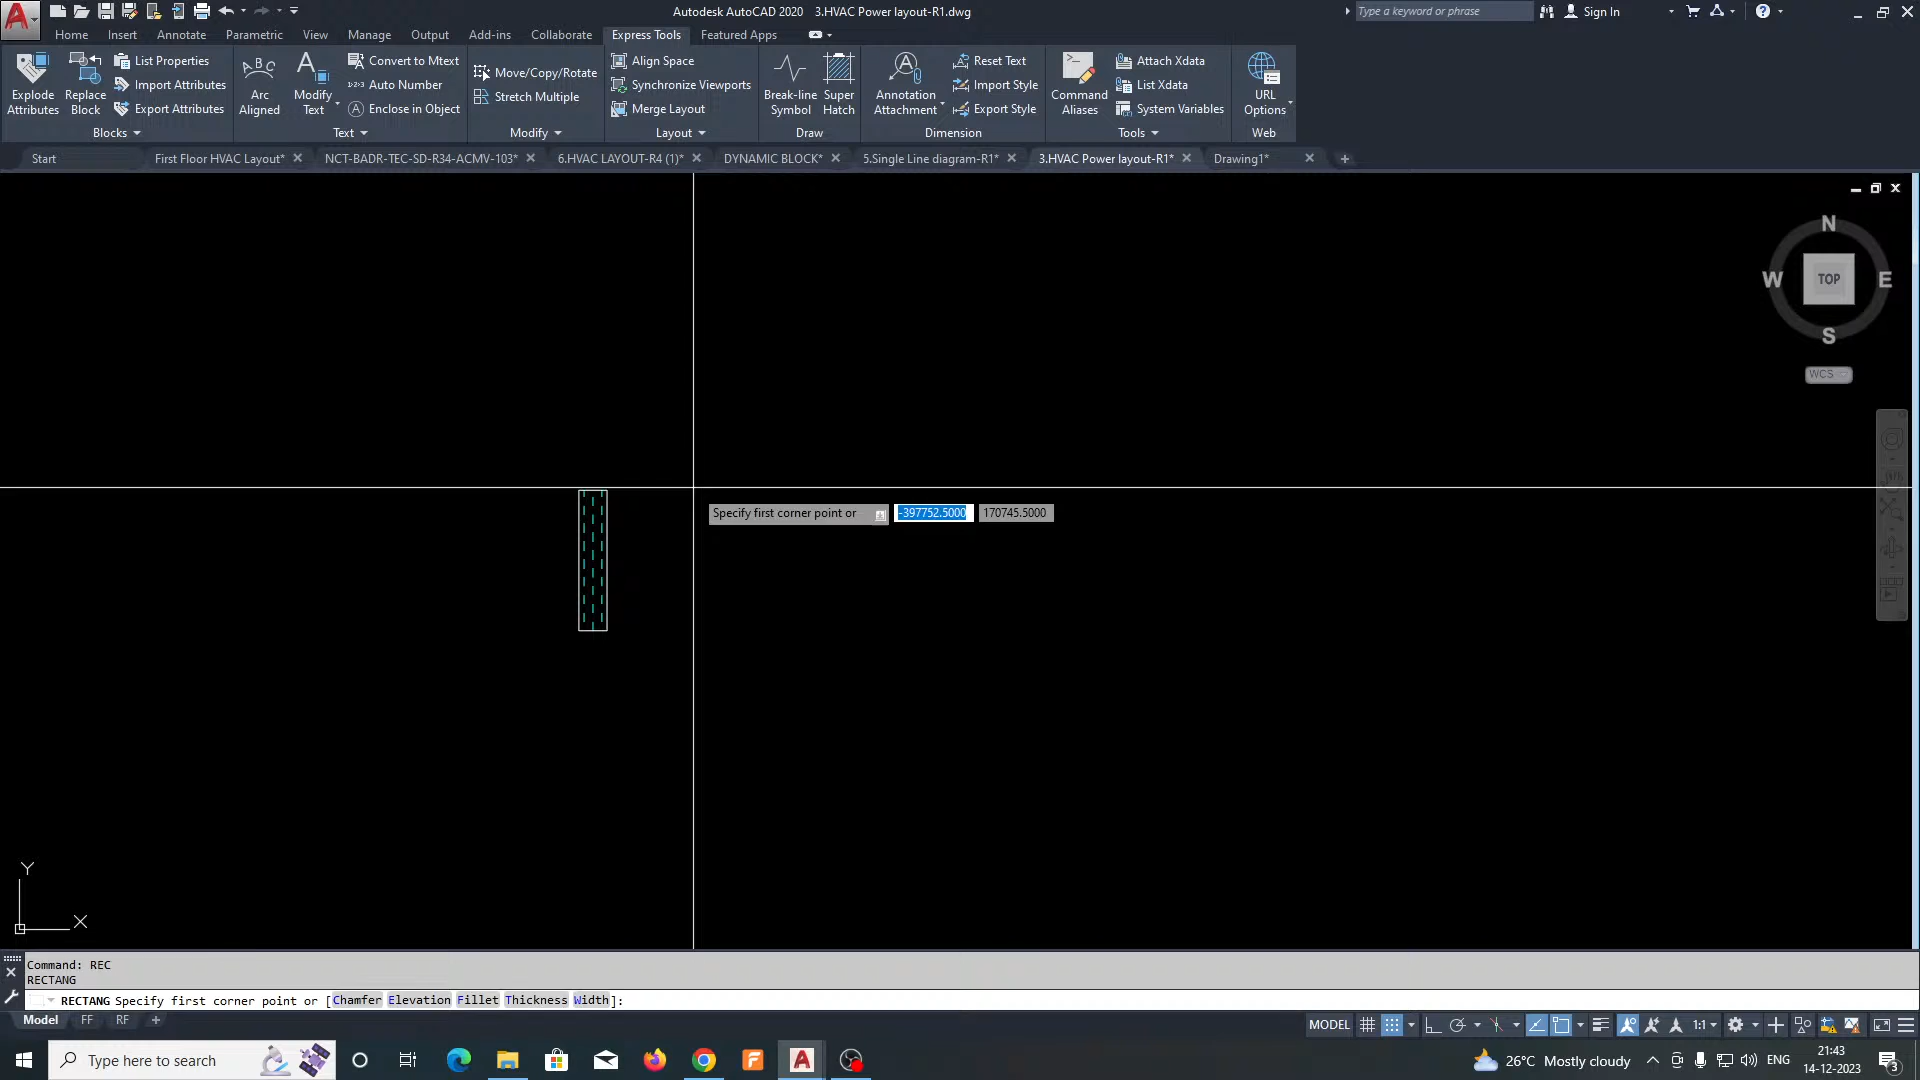 Autodesk AutoCAD 2020 3.HVAC Power layout-R1.dwg
Type a keyword or phrase
Sign In
Home Insert Annotate Parametric View Manage Output Add-ins Collaborate Express Tools Featured Apps
Explode Attributes
Replace Block
List Properties
Import Attributes
Export Attributes
Blocks
ABC
Arc Aligned
Modify Text
Convert to Mtext
Auto Number
Enclose in Object
Text
Move/Copy/Rotate
Stretch Multiple
Modify
Align Space
Synchronize Viewports
Merge Layout
Layout
Break-line Symbol
Super Hatch
Draw
Annotation Attachment
Reset Text
Import Style
Export Style
Dimension
Command Aliases
Attach Xdata
List Xdata
System Variables
Tools
URL Options
Web
Start First Floor HVAC Layout* NCT-BADR-TEC-SD-R34-ACMV-103* 6.HVAC LAYOUT-R4 (1)* DYNAMIC BLOCK* 5.Single Line diagram-R1* 3.HVAC Power layout-R1* Drawing1*
N
W TOP E
S
WCS
Specify first corner point or -397752.5000 170745.5000
Y
X
Command: REC
RECTANG
RECTANG Specify first corner point or [Chamfer Elevation Fillet Thickness Width]:
Model FF RF +
MODEL 1:1
Type here to search
26°C Mostly cloudy
ENG
21:43
14-12-2023
3